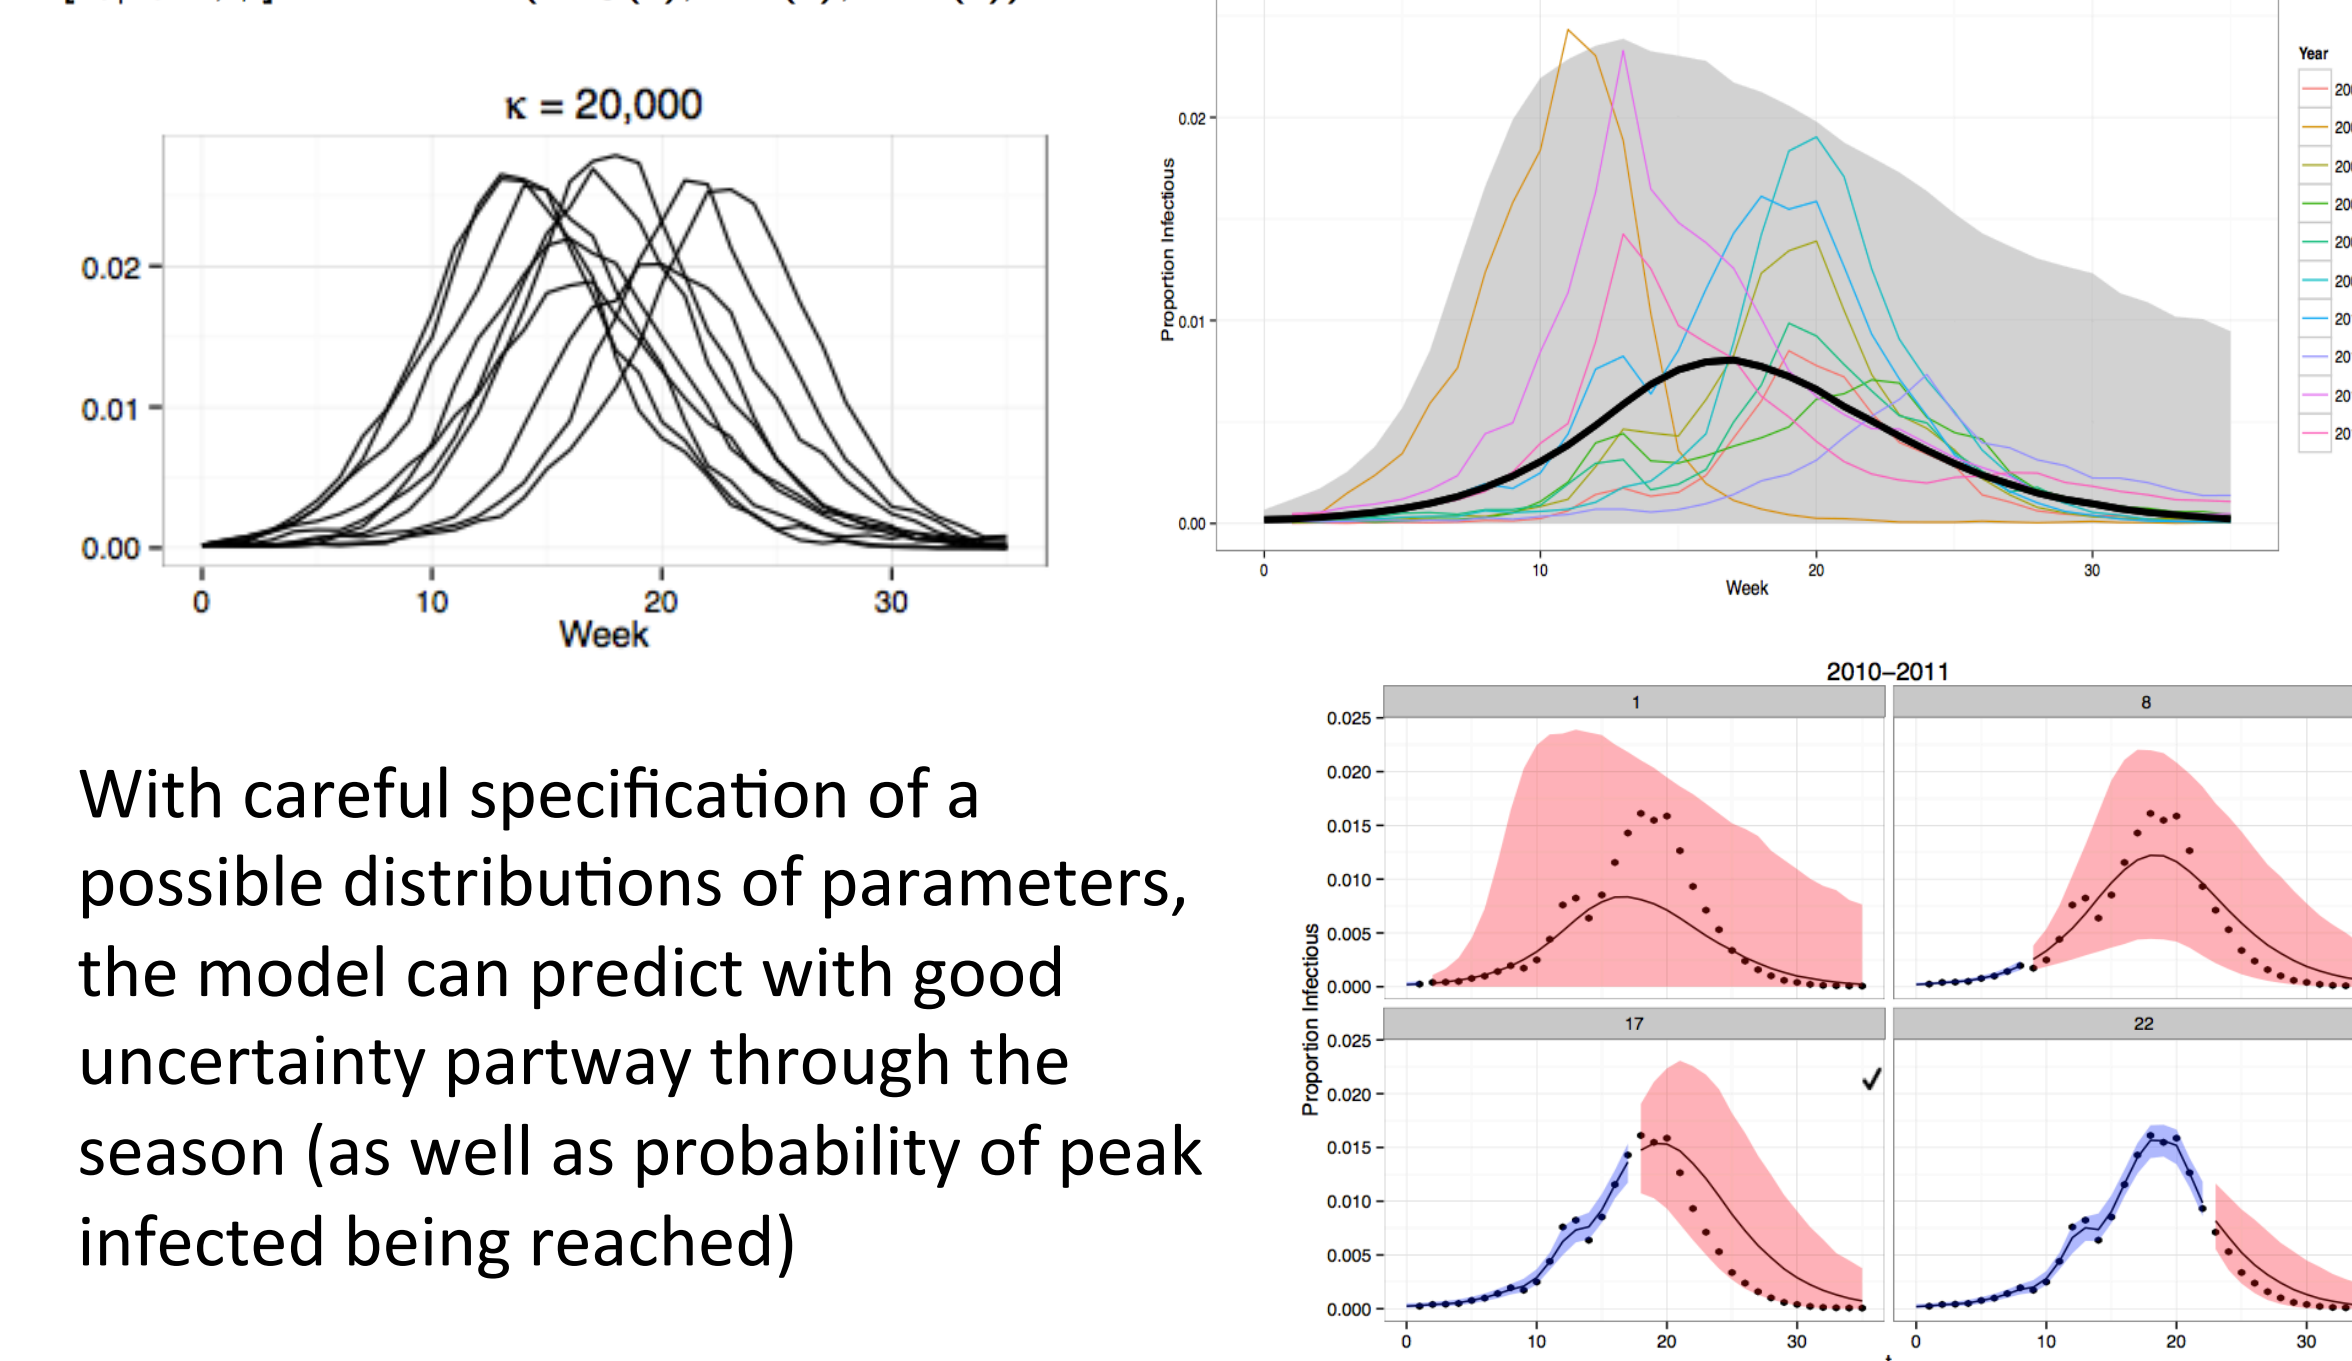 κ = 20,000
0.02
0.01
0.00
0 10 20 30
Week
With careful specification of a
possible distributions of parameters,
the model can predict with good
uncertainty partway through the
season (as well as probability of peak
infected being reached)
Proportion Infectious
0.02
0.01
0.00
0 10 20 30
Week
Year
2010–2011
1 8
0.025
0.020
0.015
0.010
0.005
0.000
17 22
0.025
0.020
0.015
0.010
0.005
0.000
Proportion Infectious
0 10 20 30 0 10 20 30